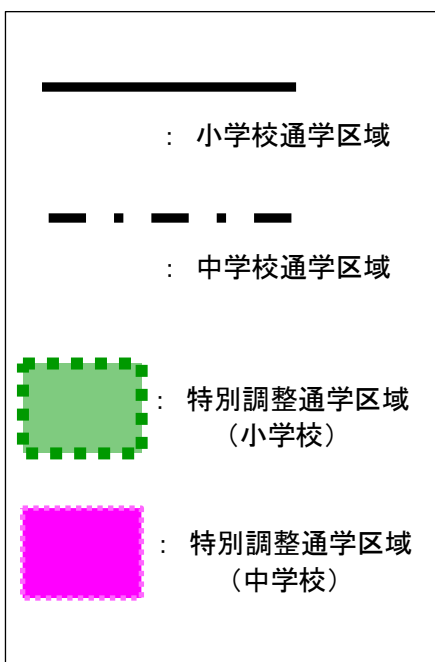 ： 小学校通学区域
： 中学校通学区域
： 特別調整通学区域
（小学校）
： 特別調整通学区域
（中学校）